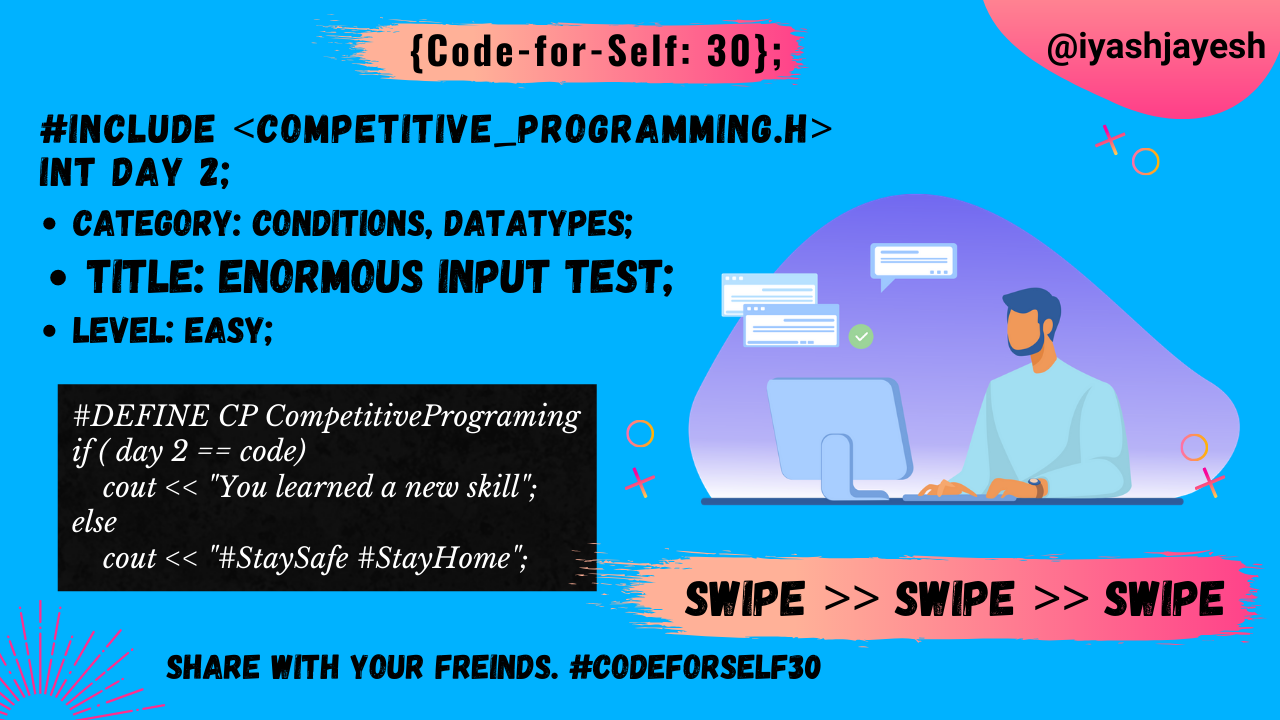 {Code-for-Self: 30};
@iyashjayesh
#INCLUDE <COMPETITIVE_PROGRAMMING.H>
INT DAY 2;
• CATEGORY: CONDITIONS, DATATYPES;
• TITLE: ENORMOUS INPUT TEST;
• LEVEL: EASY;
#DEFINE CP CompetitivePrograming
if ( day 2 == code)
cout << "You learned a new skill";
else
cout << "#StaySafe #StayHome";
SWIPE >> SWIPE >> SWIPE
SHARE WITH YOUR FREINDS. #CODEFORSELF30